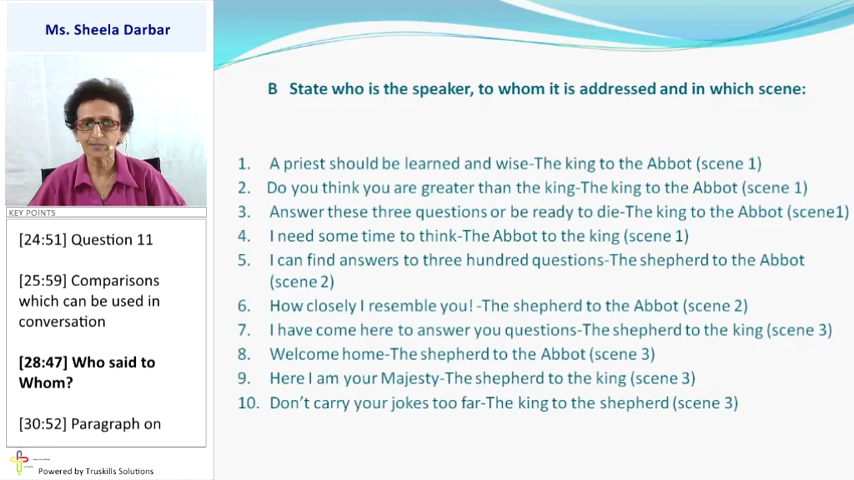 Ms. Sheela Darbar
KEY POINTS
[24:51] Question 11
[25:59] Comparisons
which can be used in
conversation
[28:47] Who said to
Whom?
[30:52] Paragraph on
Powered by Truskills Solutions
B State who is the speaker, to whom it is addressed and in which scene:
1. A priest should be learned and wise-The king to the Abbot (scene 1)
2. Do you think you are greater than the king-The king to the Abbot (scene 1)
3. Answer these three questions or be ready to die-The king to the Abbot (scene1)
4. I need some time to think-The Abbot to the king (scene 1)
5. I can find answers to three hundred questions-The shepherd to the Abbot
(scene 2)
6. How closely I resemble you! -The shepherd to the Abbot (scene 2)
7. I have come here to answer you questions-The shepherd to the king (scene 3)
8. Welcome home-The shepherd to the Abbot (scene 3)
9. Here I am your Majesty-The shepherd to the king (scene 3)
10. Don't carry your jokes too far-The king to the shepherd (scene 3)